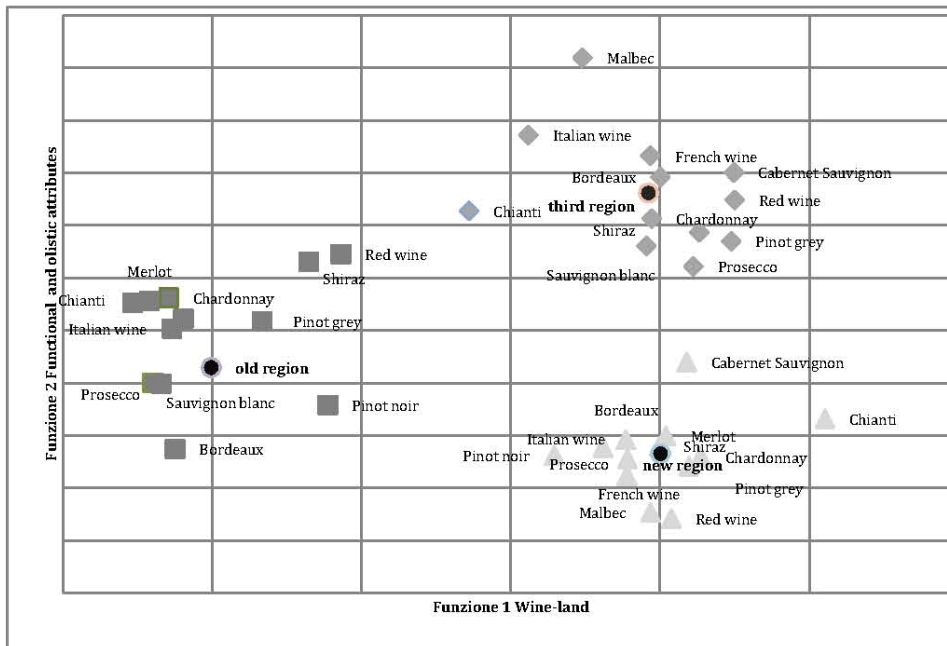 Malbec
Italian wine
French wine
Bordeaux
Cabernet Sauvignon
third region
Red wine
Chianti
Chardonnay
Shiraz
Pinot grey
Sauvignon blanc
Prosecco
Red wine
Shiraz
Merlot
Chianti
Chardonnay
Italian wine
Pinot grey
old region
Prosecco
Sauvignon blanc
Pinot noir
Bordeaux
Cabernet Sauvignon
Bordeaux
Chianti
Italian wine
Merlot
Shiraz
Pinot noir
Prosecco
new region
Chardonnay
French wine
Pinot grey
Malbec
Red wine
Funzione 2 Functional and olistic attributes
Funzione 1 Wine-land